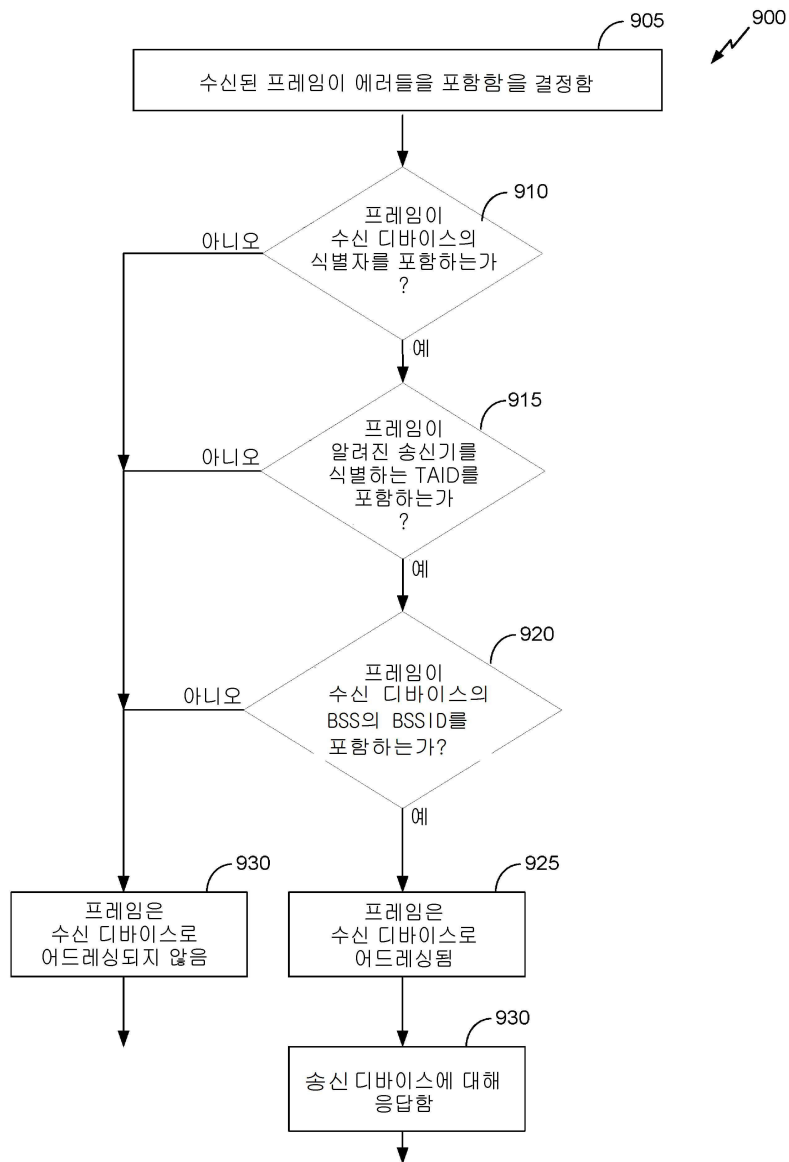 900
905
수신된 프레임이 에러들을 포함함을 결정함
910
프레임이
수신 디바이스의
식별자를 포함하는가
?
아니오
예
915
프레임이
알려진 송신기를
식별하는 TAID를
포함하는가
?
아니오
예
920
프레임이
수신 디바이스의
BSS의 BSSID를
포함하는가?
아니오
예
930
프레임은
수신 디바이스로
어드레싱되지 않음
925
프레임은
수신 디바이스로
어드레싱됨
930
송신 디바이스에 대해
응답함